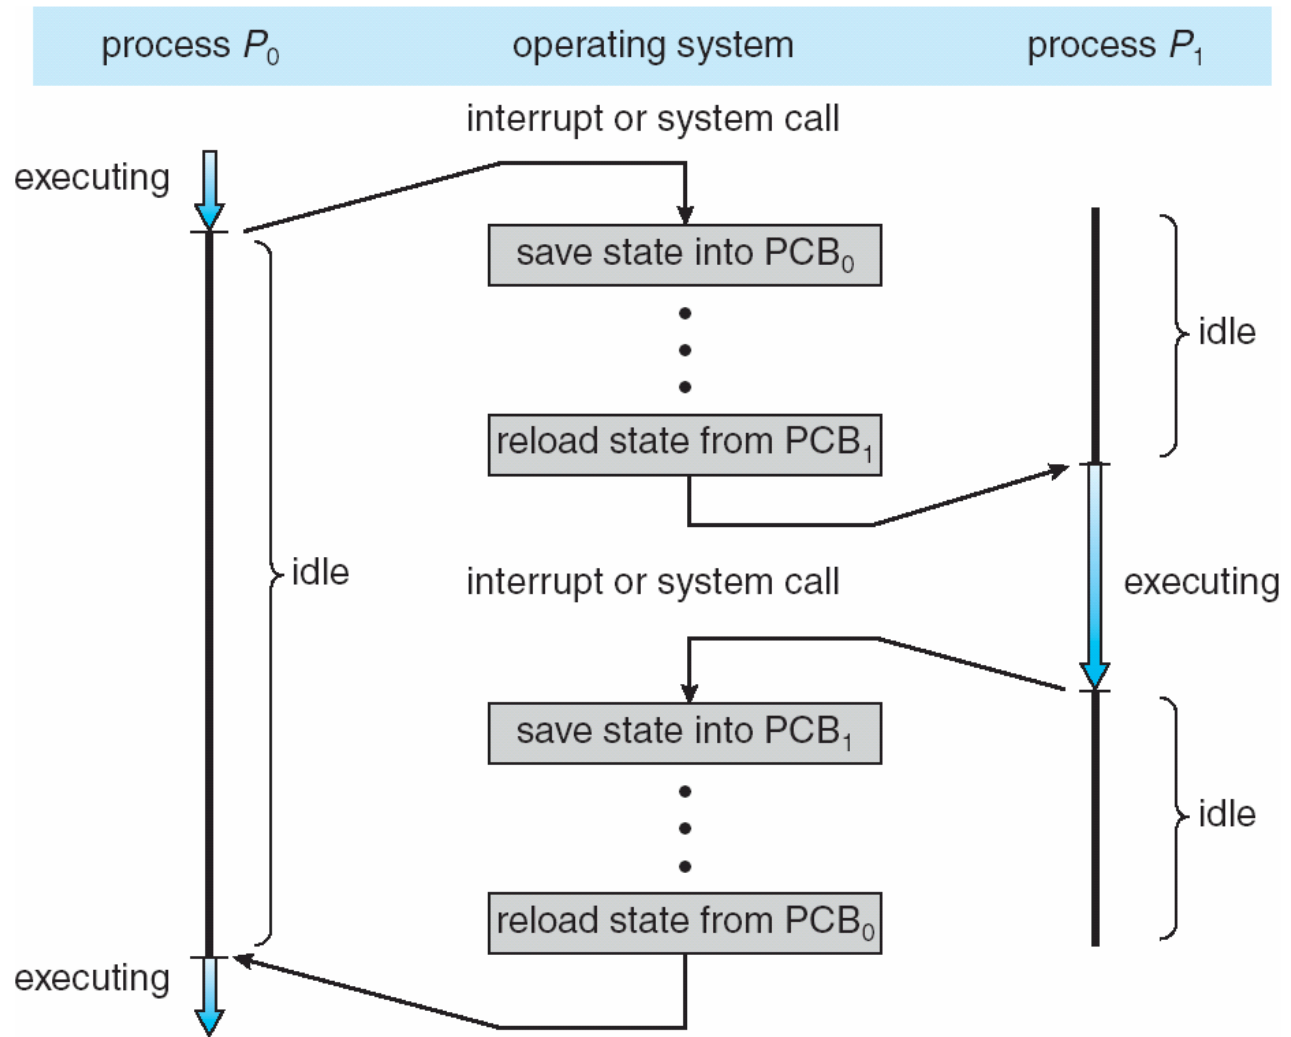 process P₀ operating system process P₁
interrupt or system call
executing
save state into PCB₀
idle
reload state from PCB₁
idle
interrupt or system call
executing
save state into PCB₁
idle
reload state from PCB₀
executing